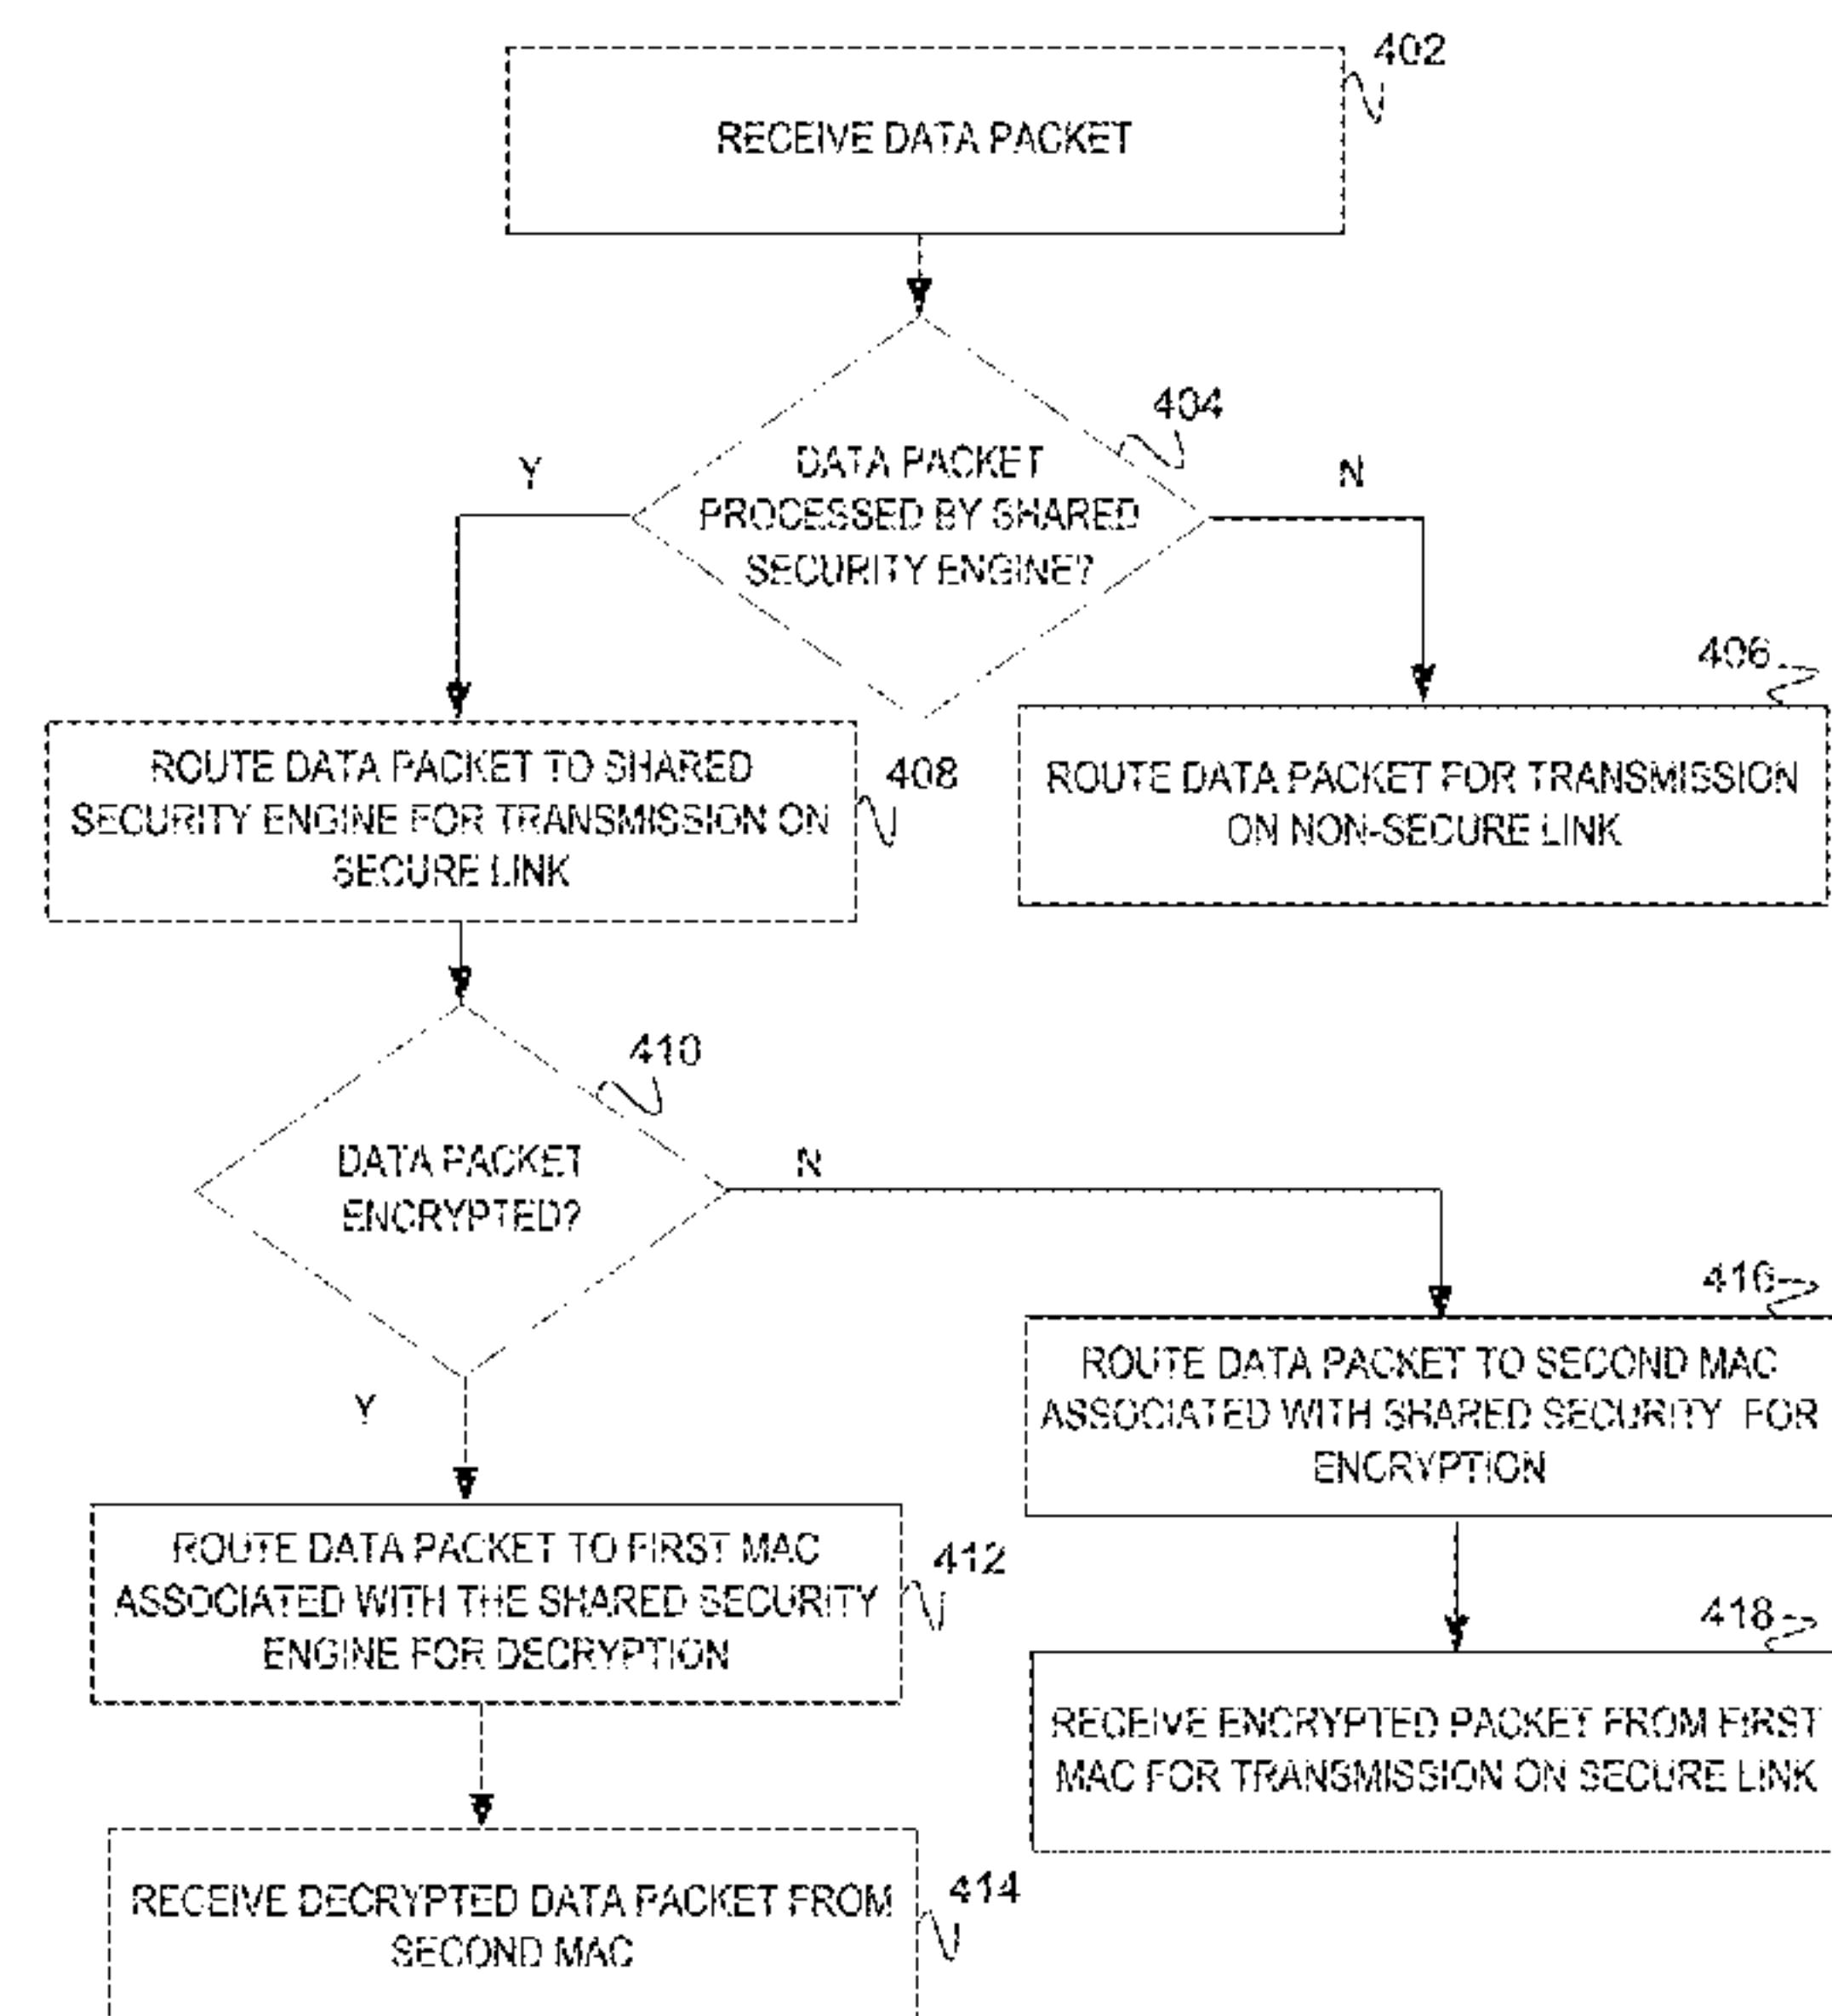 402
RECEIVE DATA PACKET
404
DATA PACKET
PROCESSED BY SHARED
SECURITY ENGINE?
Y
N
406
ROUTE DATA PACKET TO SHARED
SECURITY ENGINE FOR TRANSMISSION ON
SECURE LINK
408
ROUTE DATA PACKET FOR TRANSMISSION
ON NON-SECURE LINK
410
DATA PACKET
ENCRYPTED?
N
Y
416
ROUTE DATA PACKET TO SECOND MAC
ASSOCIATED WITH SHARED SECURITY FOR
ENCRYPTION
ROUTE DATA PACKET TO FIRST MAC
ASSOCIATED WITH THE SHARED SECURITY
ENGINE FOR DECRYPTION
412
418
RECEIVE ENCRYPTED PACKET FROM FIRST
MAC FOR TRANSMISSION ON SECURE LINK
RECEIVE DECRYPTED DATA PACKET FROM
SECOND MAC
414